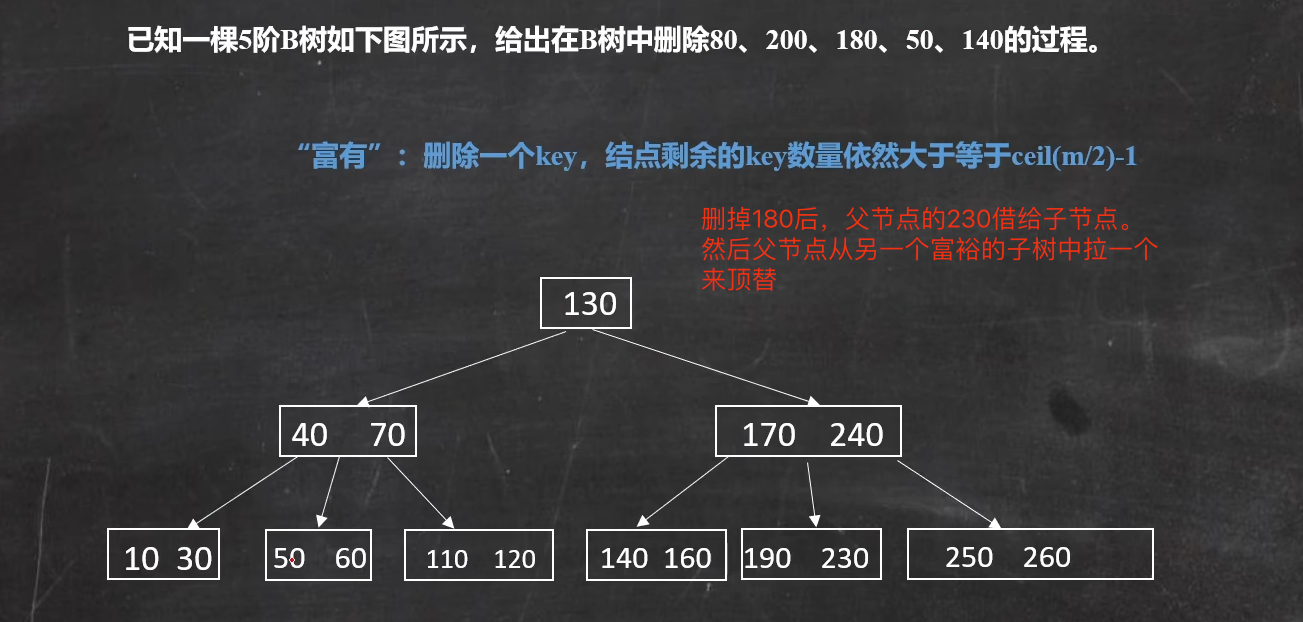 已知一棵5阶B树如下图所示，给出在B树中删除80、200、180、50、140的过程。
“富有”：删除一个key，结点剩余的key数量依然大于等于ceil(m/2)-1
删掉180后，父节点的230借给子节点。
然后父节点从另一个富裕的子树中拉一个
来顶替
130
40 70
170 240
10 30
50 60
110 120
140 160
190 230
250 260